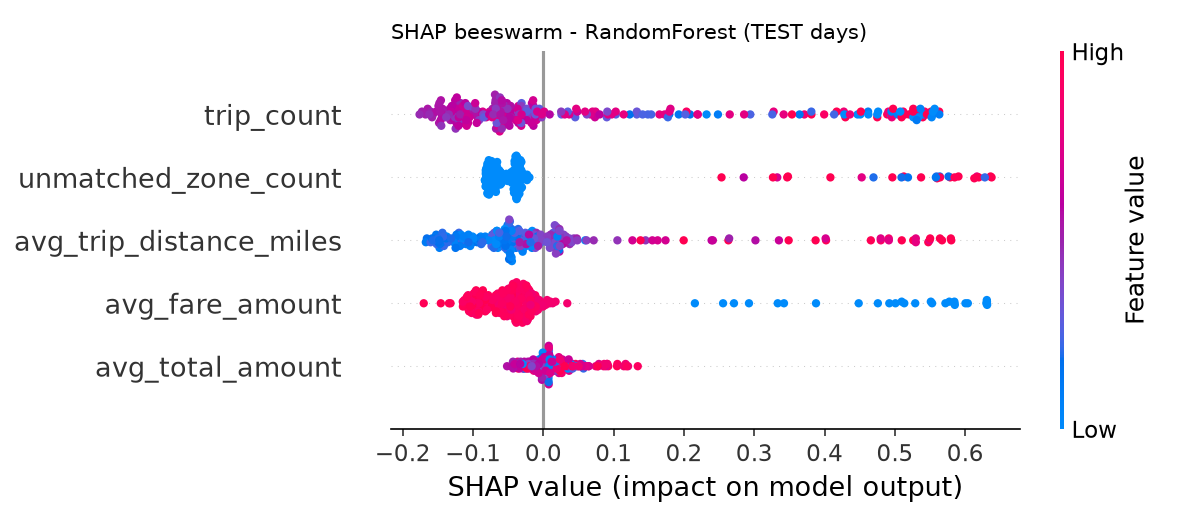 SHAP beeswarm - RandomForest (TEST days)
High
trip_count
unmatched_zone_count
avg_trip_distance_miles
avg_fare_amount
avg_total_amount
Feature value
Low
−0.2 −0.1 0.0 0.1 0.2 0.3 0.4 0.5 0.6
SHAP value (impact on model output)